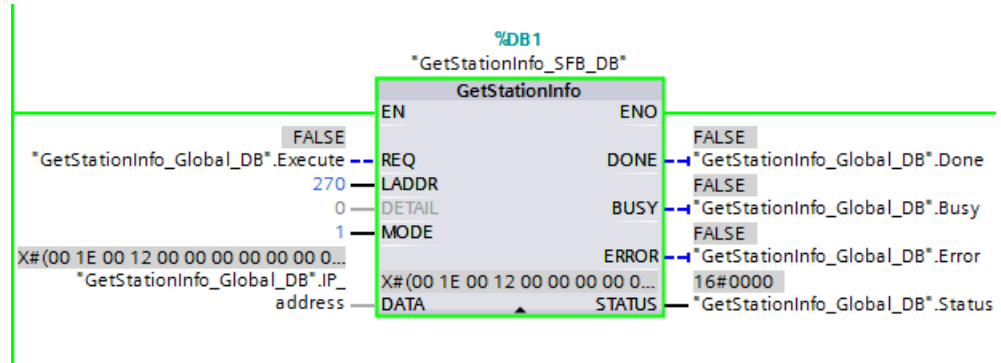 %DB1
"GetStationInfo_SFB_DB"
GetStationInfo
EN ENO
FALSE FALSE
"GetStationInfo_Global_DB".Execute REQ DONE "GetStationInfo_Global_DB".Done
270 LADDR FALSE
0 DETAIL BUSY "GetStationInfo_Global_DB".Busy
1 MODE FALSE
X#(00 1E 00 12 00 00 00 00 00 00 0... ERROR "GetStationInfo_Global_DB".Error
"GetStationInfo_Global_DB".IP_ X#(00 1E 00 12 00 00 00 00 0... 16#0000
address DATA STATUS "GetStationInfo_Global_DB".Status